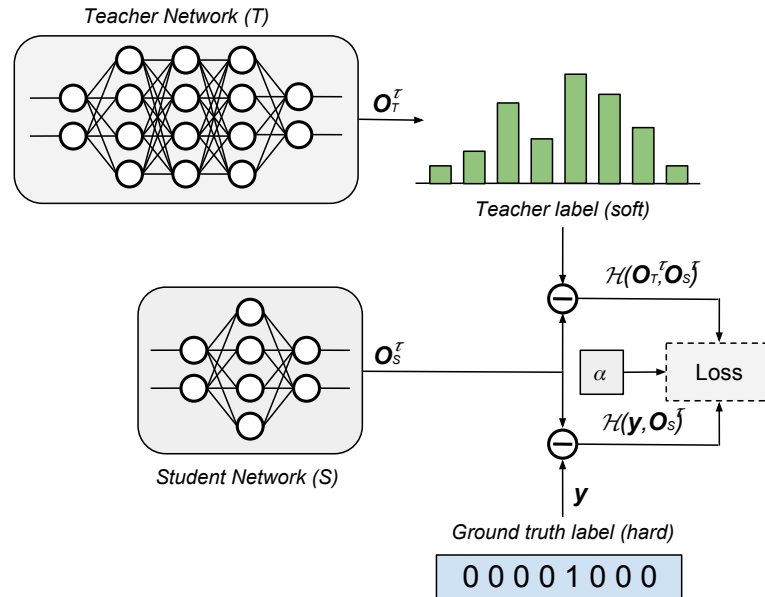 Teacher Network (T)
O_T^τ
Teacher label (soft)
ℋ(O_T^τ,O_S^τ)
O_S^τ
α
Loss
ℋ(y,O_S^τ)
Student Network (S)
y
Ground truth label (hard)
0 0 0 0 1 0 0 0